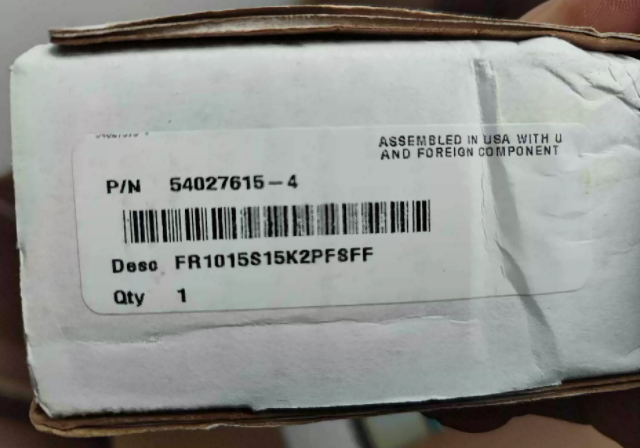 ASSEMBLED IN USA WITH U
AND FOREIGN COMPONENT
P/N 54027615-4
Desc FR1015S15K2PFSFF
Qty 1